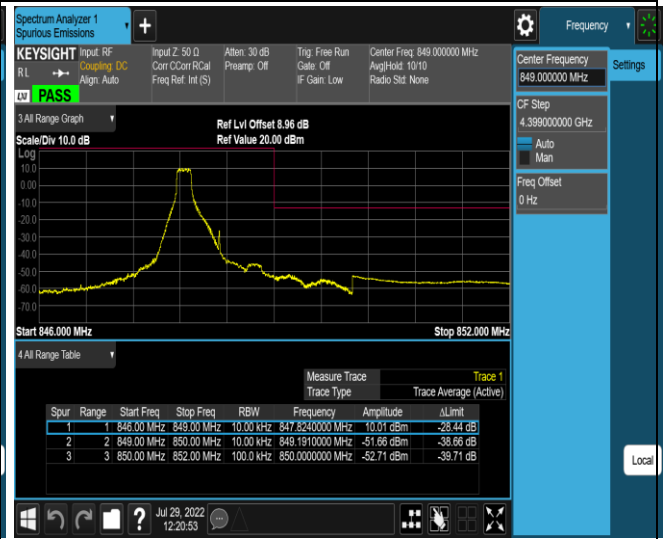 Spectrum Analyzer 1
Spurious Emissions
+
Frequency
KEYSIGHT Input: RF Input Z: 50 Ω Atten: 30 dB Trig: Free Run Center Freq: 849.000000 MHz
R L Coupling: DC Corr CCorr RCal Preamp: Off Gate: Off Avg|Hold: 10/10
Align: Auto Freq Ref: Int (S) IF Gain: Low Radio Std: None
LXI PASS
Center Frequency
849.000000 MHz
Settings
CF Step
4.399000000 GHz
Auto
Man
Freq Offset
0 Hz
3 All Range Graph
Ref Lvl Offset 8.96 dB
Scale/Div 10.0 dB Ref Value 20.00 dBm
Log
10.0
0.00
-10.0
-20.0
-30.0
-40.0
-50.0
-60.0
-70.0
Start 846.000 MHz Stop 852.000 MHz
4 All Range Table
Measure Trace Trace 1
Trace Type Trace Average (Active)
Spur Range Start Freq Stop Freq RBW Frequency Amplitude ΔLimit
1 1 846.00 MHz 849.00 MHz 10.00 kHz 847.8240000 MHz 10.01 dBm -28.44 dB
2 2 849.00 MHz 850.00 MHz 10.00 kHz 849.1910000 MHz -51.66 dBm -38.66 dB
3 3 850.00 MHz 852.00 MHz 100.0 kHz 850.0000000 MHz -52.71 dBm -39.71 dB
Local
? Jul 29, 2022
12:20:53